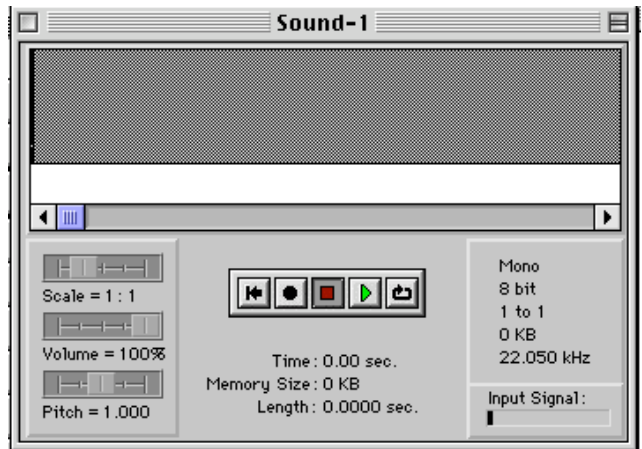 Sound-1
Scale = 1 : 1
Volume = 100%
Pitch = 1.000
Time : 0.00 sec.
Memory Size : 0 KB
Length : 0.0000 sec.
Mono
8 bit
1 to 1
0 KB
22.050 kHz
Input Signal :